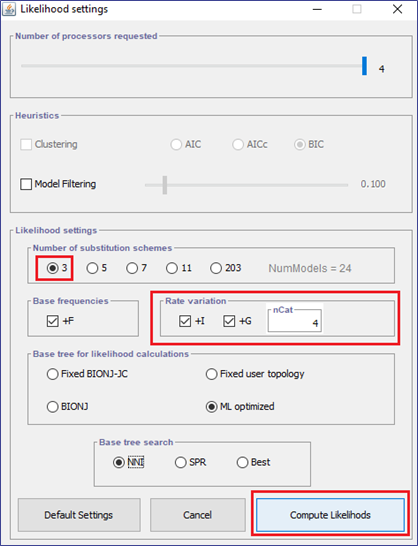 Likelihood settings
Number of processors requested
4
Heuristics
Clustering AIC AICc BIC
Model Filtering 0.100
Likelihood settings
Number of substitution schemes
3 5 7 11 203 NumModels = 24
Base frequencies Rate variation
+F +I +G nCat 4
Base tree for likelihood calculations
Fixed BIONJ-JC Fixed user topology
BIONJ ML optimized
Base tree search
NNI SPR Best
Default Settings Cancel Compute Likelihods